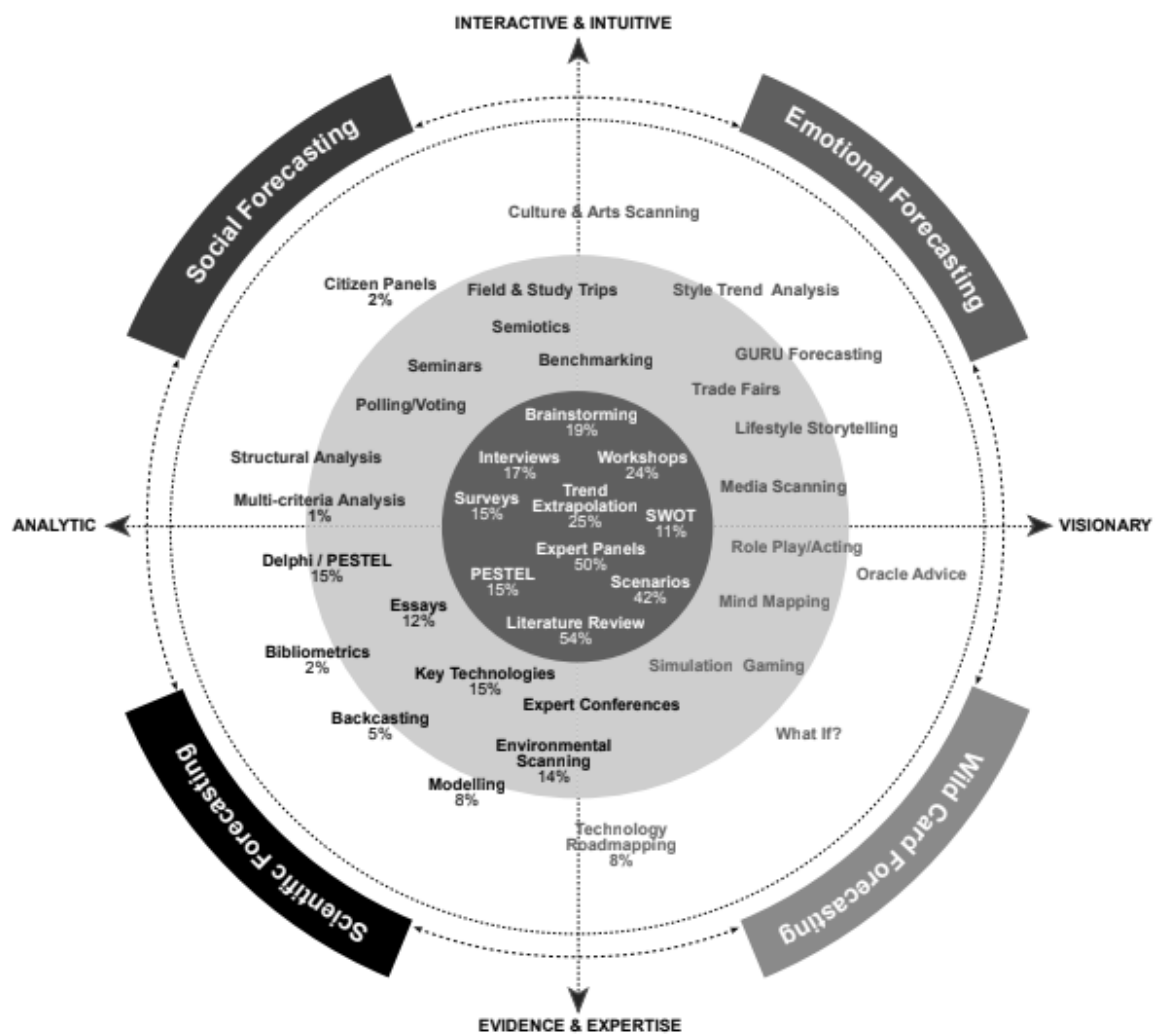 INTERACTIVE & INTUITIVE
Social Forecasting
Emotional Forecasting
Culture & Arts Scanning
Citizen Panels
2%
Field & Study Trips
Style Trend Analysis
Semiotics
Seminars
Benchmarking
GURU Forecasting
Trade Fairs
Polling/Voting
Brainstorming
19%
Lifestyle Storytelling
Structural Analysis
Interviews
17%
Workshops
24%
Multi-criteria Analysis
1%
Surveys
15%
Trend
Extrapolation
25%
SWOT
11%
Media Scanning
ANALYTIC
VISIONARY
Delphi / PESTEL
15%
Expert Panels
50%
Role Play/Acting
Oracle Advice
PESTEL
15%
Scenarios
42%
Essays
12%
Mind Mapping
Literature Review
54%
Bibliometrics
2%
Key Technologies
15%
Simulation Gaming
Expert Conferences
Backcasting
5%
What If?
Environmental
Scanning
14%
Modelling
8%
Technology
Roadmapping
8%
Scientific Forecasting
Wild Card Forecasting
EVIDENCE & EXPERTISE